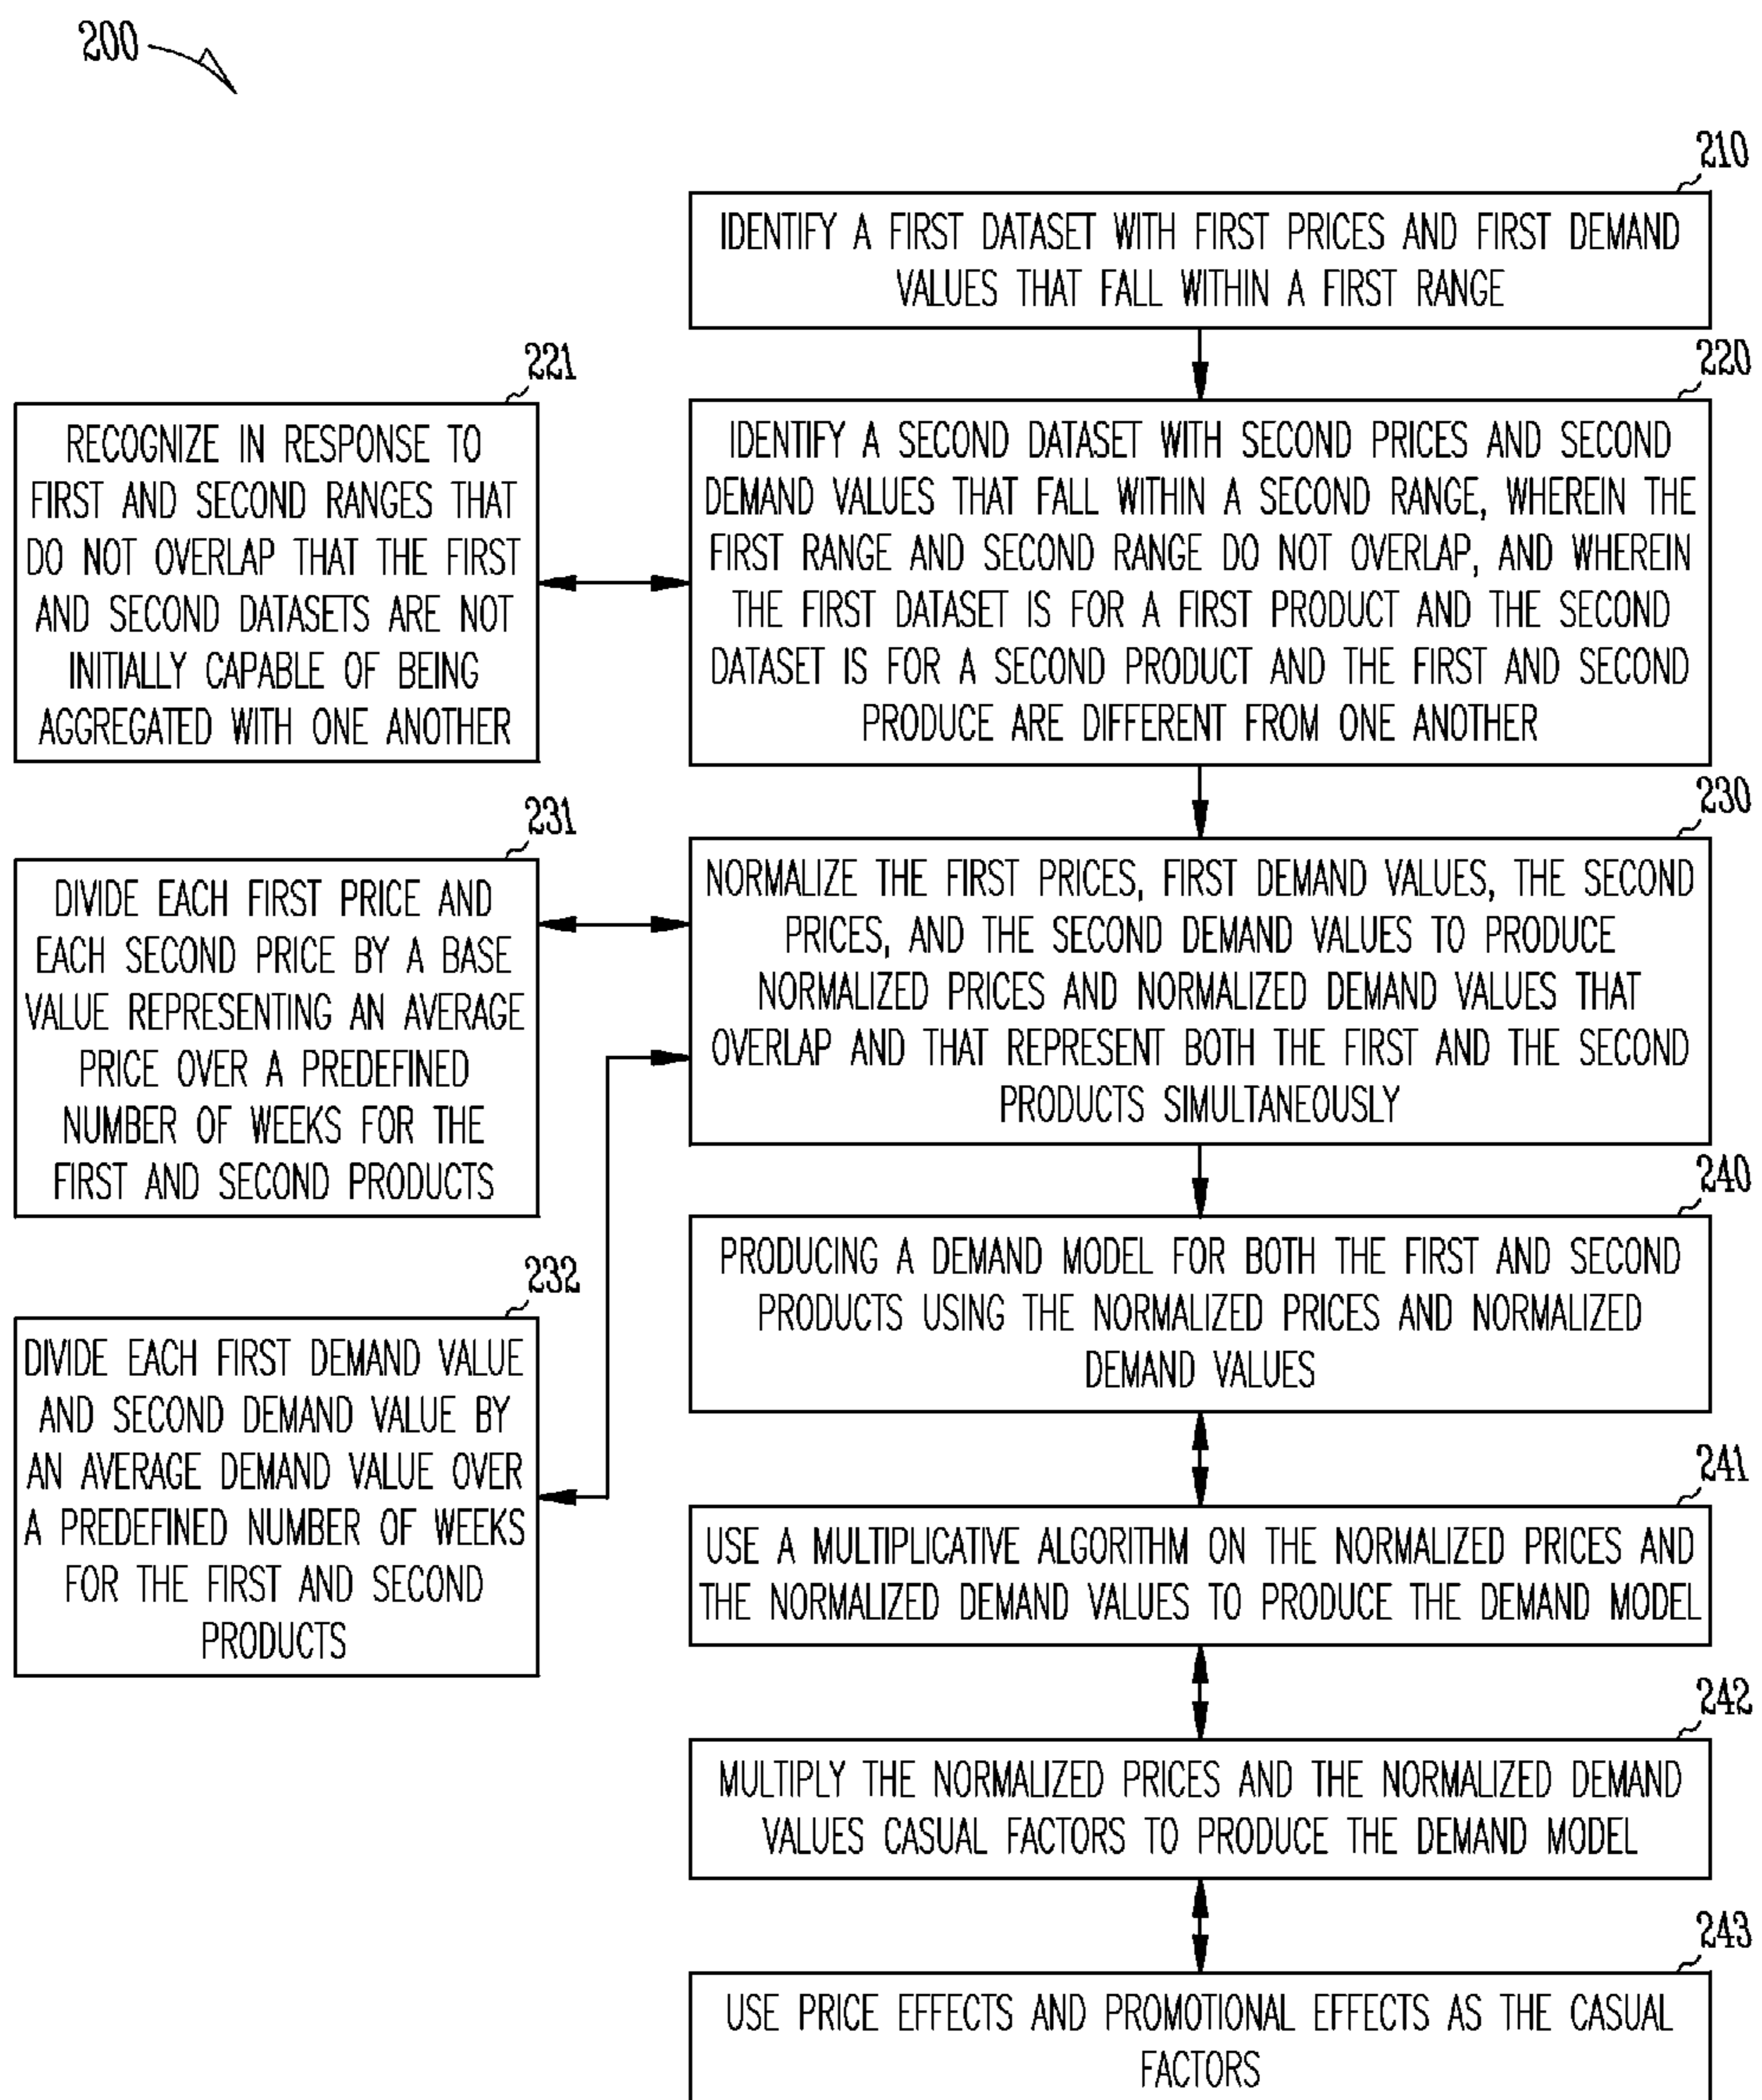 200
210
IDENTIFY A FIRST DATASET WITH FIRST PRICES AND FIRST DEMAND
VALUES THAT FALL WITHIN A FIRST RANGE
221
RECOGNIZE IN RESPONSE TO
FIRST AND SECOND RANGES THAT
DO NOT OVERLAP THAT THE FIRST
AND SECOND DATASETS ARE NOT
INITIALLY CAPABLE OF BEING
AGGREGATED WITH ONE ANOTHER
220
IDENTIFY A SECOND DATASET WITH SECOND PRICES AND SECOND
DEMAND VALUES THAT FALL WITHIN A SECOND RANGE, WHEREIN THE
FIRST RANGE AND SECOND RANGE DO NOT OVERLAP, AND WHEREIN
THE FIRST DATASET IS FOR A FIRST PRODUCT AND THE SECOND
DATASET IS FOR A SECOND PRODUCT AND THE FIRST AND SECOND
PRODUCE ARE DIFFERENT FROM ONE ANOTHER
231
DIVIDE EACH FIRST PRICE AND
EACH SECOND PRICE BY A BASE
VALUE REPRESENTING AN AVERAGE
PRICE OVER A PREDEFINED
NUMBER OF WEEKS FOR THE
FIRST AND SECOND PRODUCTS
230
NORMALIZE THE FIRST PRICES, FIRST DEMAND VALUES, THE SECOND
PRICES, AND THE SECOND DEMAND VALUES TO PRODUCE
NORMALIZED PRICES AND NORMALIZED DEMAND VALUES THAT
OVERLAP AND THAT REPRESENT BOTH THE FIRST AND THE SECOND
PRODUCTS SIMULTANEOUSLY
232
DIVIDE EACH FIRST DEMAND VALUE
AND SECOND DEMAND VALUE BY
AN AVERAGE DEMAND VALUE OVER
A PREDEFINED NUMBER OF WEEKS
FOR THE FIRST AND SECOND
PRODUCTS
240
PRODUCING A DEMAND MODEL FOR BOTH THE FIRST AND SECOND
PRODUCTS USING THE NORMALIZED PRICES AND NORMALIZED
DEMAND VALUES
241
USE A MULTIPLICATIVE ALGORITHM ON THE NORMALIZED PRICES AND
THE NORMALIZED DEMAND VALUES TO PRODUCE THE DEMAND MODEL
242
MULTIPLY THE NORMALIZED PRICES AND THE NORMALIZED DEMAND
VALUES CASUAL FACTORS TO PRODUCE THE DEMAND MODEL
243
USE PRICE EFFECTS AND PROMOTIONAL EFFECTS AS THE CASUAL
FACTORS